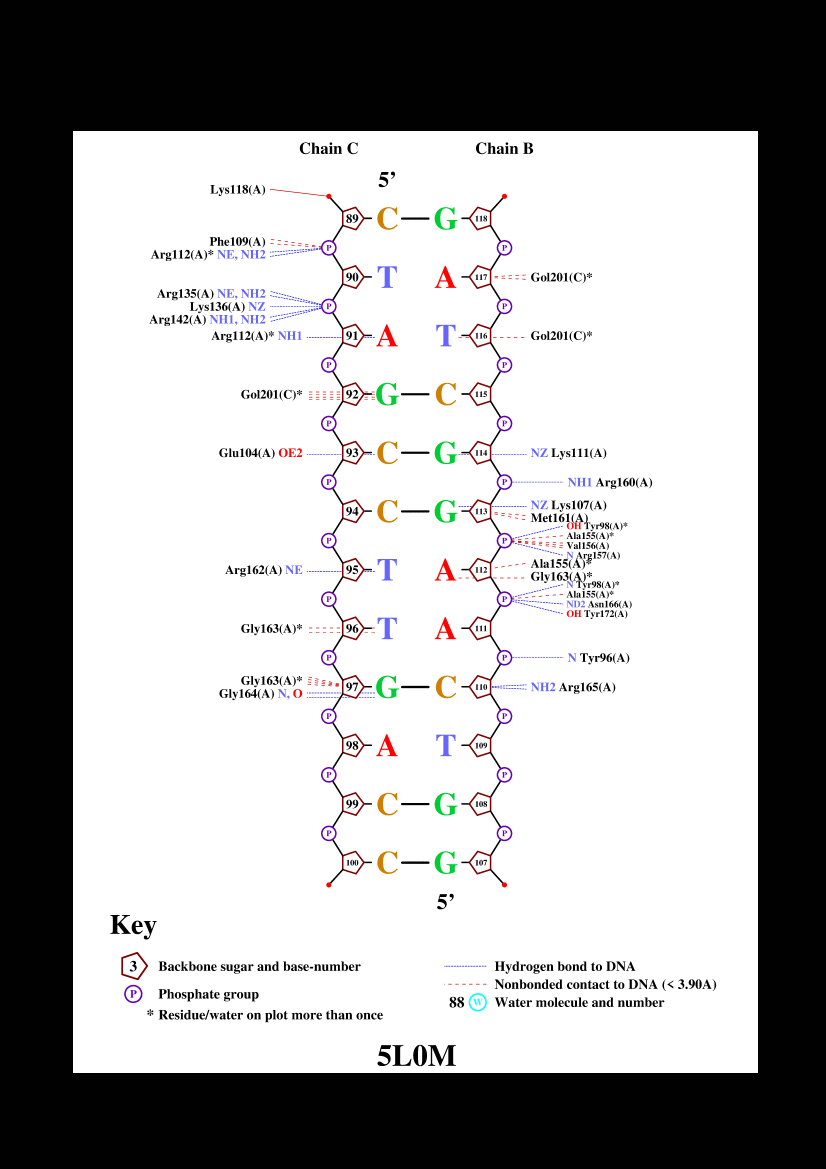 Chain C Chain B
5’
Lys118(A)
89 C G 118
Phe109(A)
P P
Arg112(A)* NE, NH2
90 T A 117 Gol201(C)*
Arg135(A) NE, NH2
Lys136(A) NZ P P
Arg142(A) NH1, NH2
Arg112(A)* NH1 91 A T 116 Gol201(C)*
P P
Gol201(C)* 92 G C 115
P P
Glu104(A) OE2 93 C G 114 NZ Lys111(A)
P P NH1 Arg160(A)
NZ Lys107(A)
94 C G 113
Met161(A)
OH Tyr98(A)*
Ala155(A)*
P P
Val156(A)
N Arg157(A)
Ala155(A)*
Arg162(A) NE 95 T A 112
Gly163(A)*
N Tyr98(A)*
Ala155(A)*
P P
ND2 Asn166(A)
OH Tyr172(A)
Gly163(A)* 96 T A 111
P P N Tyr96(A)
Gly163(A)*
97 G C 110 NH2 Arg165(A)
Gly164(A) N, O
P P
98 A T 109
P P
99 C G 108
P P
100 C G 107
5’
Key
3 Backbone sugar and base-number
P Phosphate group
* Residue/water on plot more than once
Hydrogen bond to DNA
Nonbonded contact to DNA (< 3.90A)
88 W Water molecule and number
5L0M